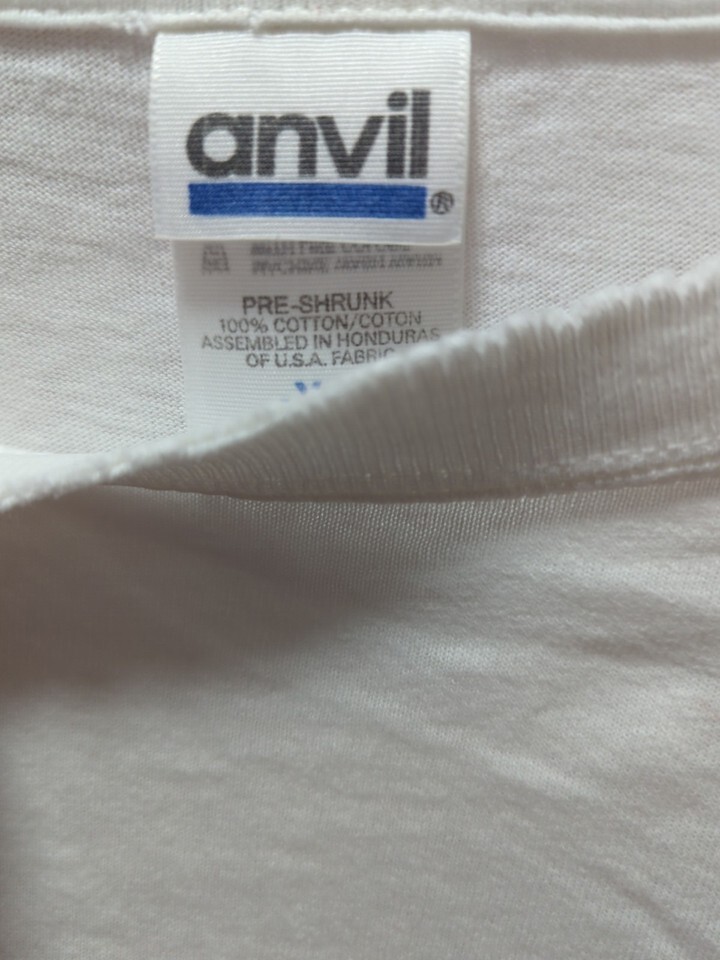 anvil®
PRE-SHRUNK
100% COTTON/COTON
ASSEMBLED IN HONDURAS
OF U.S.A. FABRIC